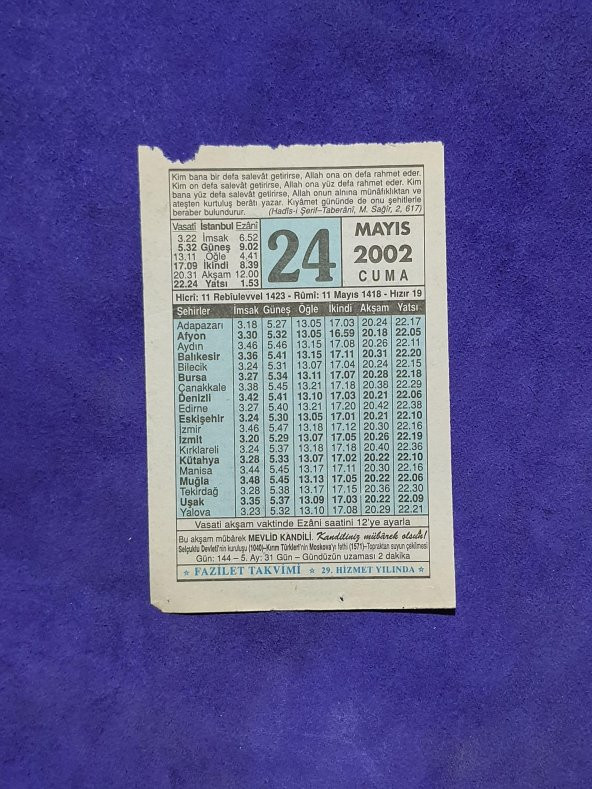 Kim bana bir defa salevât getirirse, Allah ona on defa rahmet eder.
Kim on defa salevât getirirse, Allah ona yüz defa rahmet eder. Kim
bana yüz defa salevât getirirse, Allah onun alnına münâfıklıktan ve
ateşten kurtuluş berâtı yazar. Kıyâmet gününde de onu şehitlerle
beraber bulundurur. (Hadîs-i Şerif–Taberânî, M. Sağîr, 2, 617)
Vasatî İstanbul Ezânî
3.22 İmsak 6.52
5.32 Güneş 9.02
13.11 Öğle 4.41
17.09 İkindi 8.39
20.31 Akşam 12.00
22.24 Yatsı 1.53
24
MAYIS
2002
CUMA
Hicrî: 11 Rebîulevvel 1423 - Rûmî: 11 Mayıs 1418 - Hızır 19
Şehirler İmsak Güneş Öğle İkindi Akşam Yatsı
Adapazarı 3.18 5.27 13.05 17.03 20.24 22.17
Afyon 3.30 5.32 13.05 16.59 20.18 22.05
Aydın 3.46 5.46 13.15 17.08 20.26 22.11
Balıkesir 3.36 5.41 13.15 17.11 20.31 22.20
Bilecik 3.24 5.31 13.07 17.04 20.24 22.15
Bursa 3.27 5.34 13.11 17.07 20.28 22.18
Çanakkale 3.38 5.45 13.21 17.18 20.38 22.29
Denizli 3.42 5.41 13.10 17.03 20.21 22.06
Edirne 3.27 5.40 13.21 17.20 20.42 22.38
Eskişehir 3.24 5.30 13.05 17.01 20.21 22.10
İzmir 3.46 5.47 13.18 17.12 20.30 22.16
İzmit 3.20 5.29 13.07 17.05 20.26 22.19
Kırklareli 3.24 5.37 13.18 17.18 20.40 22.36
Kütahya 3.28 5.33 13.07 17.02 20.22 22.10
Manisa 3.44 5.45 13.17 17.11 20.30 22.16
Muğla 3.48 5.45 13.13 17.05 20.22 22.06
Tekirdağ 3.28 5.38 13.17 17.15 20.36 22.30
Uşak 3.35 5.37 13.09 17.03 20.22 22.09
Yalova 3.23 5.32 13.10 17.08 20.29 22.21
Vasatî akşam vaktinde Ezânî saatini 12'ye ayarla
Bu akşam mübârek MEVLİD KANDİLİ. Kandiliniz mübârek olsun!
Selçuklu Devleti'nin kuruluşu (1040)–Kırım Türkleri'nin Moskova'yı fethi (1571)–Topraktan suyun çekilmesi
Gün: 144 – 5. Ay: 31 Gün – Gündüzün uzaması 2 dakika
★ FAZİLET TAKVİMİ ★ 29. HİZMET YILINDA ★